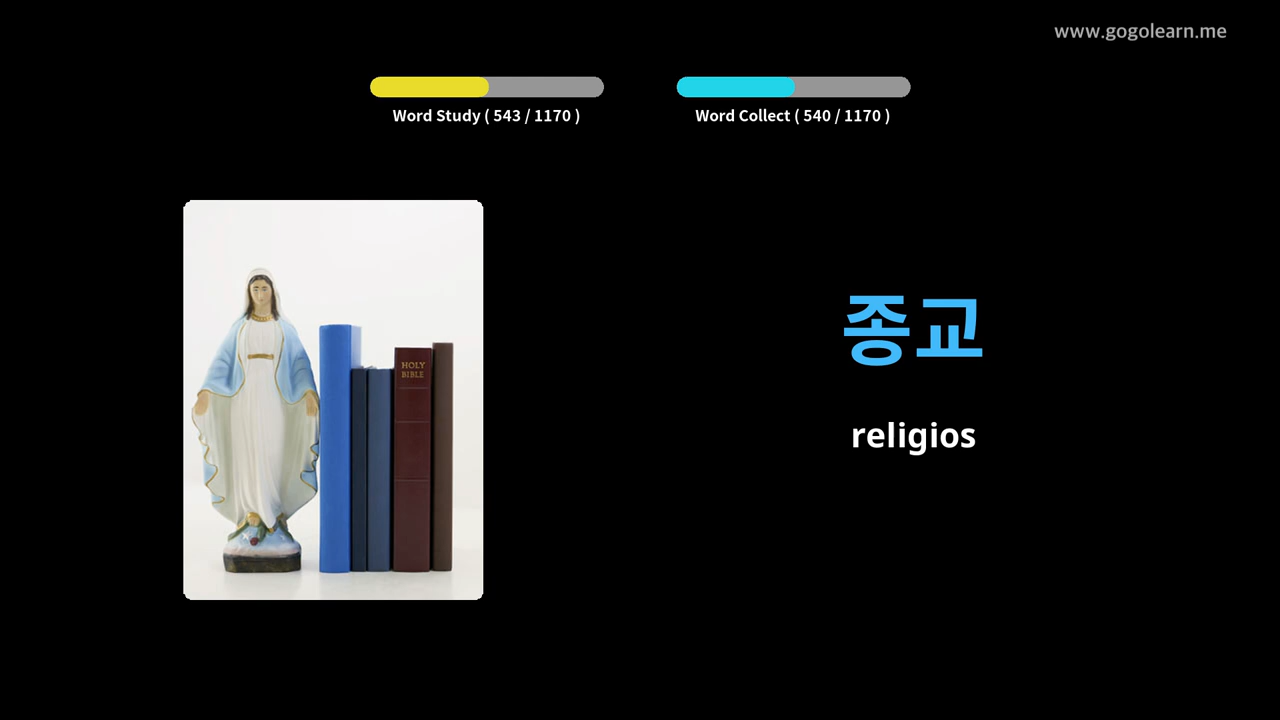 www.gogolearn.me
Word Study ( 543 / 1170 )
Word Collect ( 540 / 1170 )
HOLY
BIBLE
종교
religios